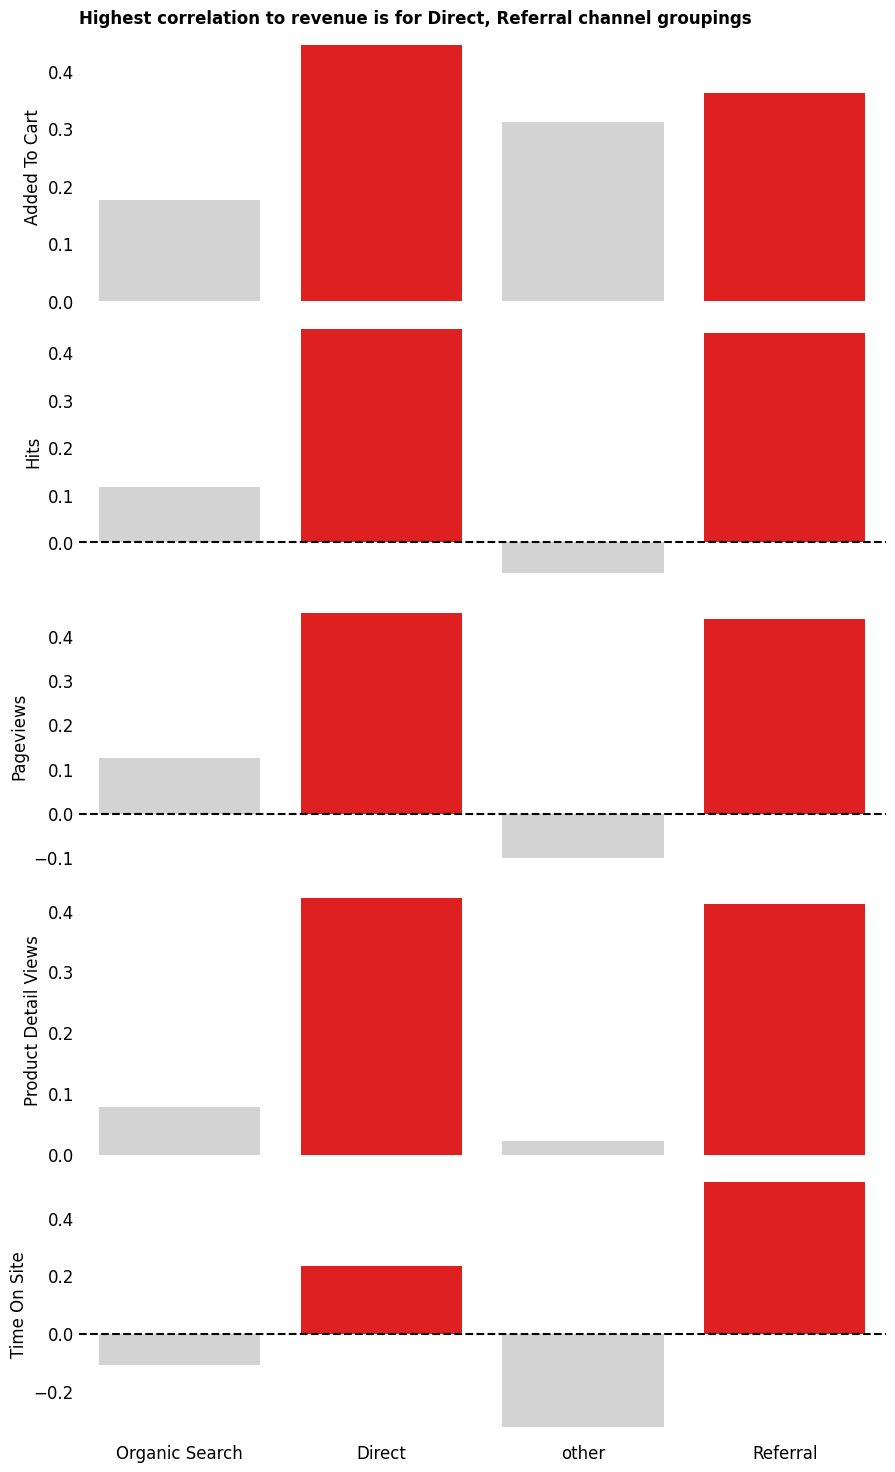 Highest correlation to revenue is for Direct, Referral channel groupings
Added To Cart
0.4
0.3
0.2
0.1
0.0
Hits
0.4
0.3
0.2
0.1
0.0
Pageviews
0.4
0.3
0.2
0.1
0.0
−0.1
Product Detail Views
0.4
0.3
0.2
0.1
0.0
Time On Site
0.4
0.2
0.0
−0.2
Organic Search
Direct
other
Referral